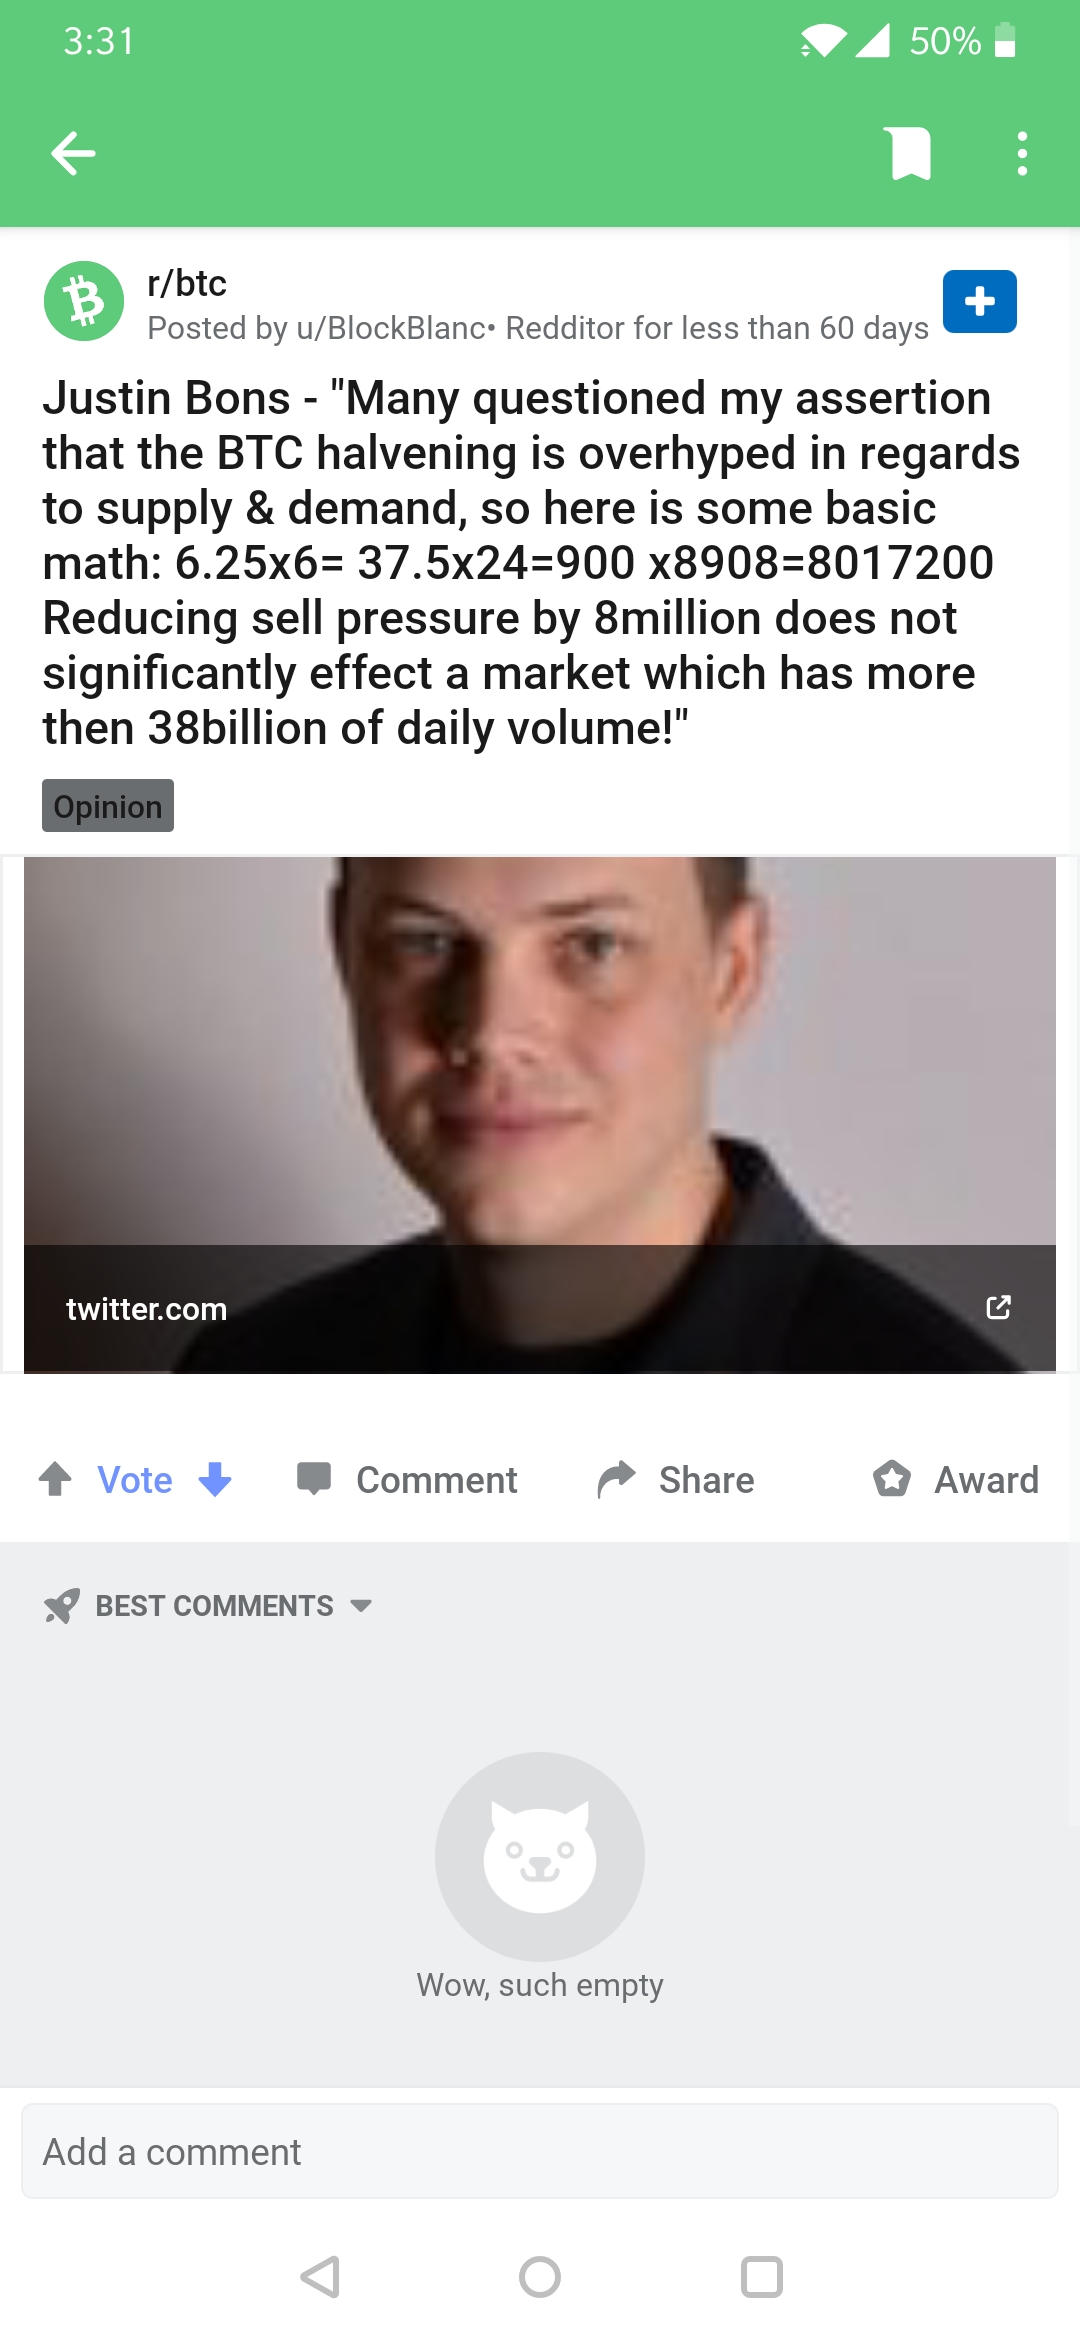 3:31
50%
r/btc
Posted by u/BlockBlanc• Redditor for less than 60 days
Justin Bons - "Many questioned my assertion
that the BTC halvening is overhyped in regards
to supply & demand, so here is some basic
math: 6.25x6= 37.5x24=900 x8908=8017200
Reducing sell pressure by 8million does not
significantly effect a market which has more
then 38billion of daily volume!"
Opinion
twitter.com
Vote
Comment
Share
Award
BEST COMMENTS
Wow, such empty
Add a comment